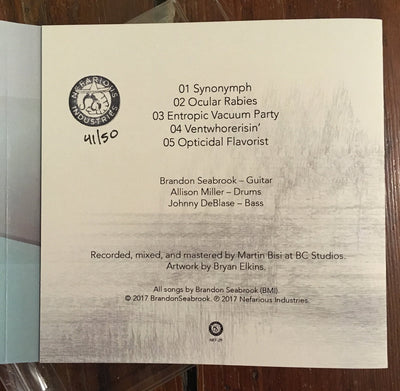 NEFARIOUS
INDUSTRIES
41/50
01 Synonymph
02 Ocular Rabies
03 Entropic Vacuum Party
04 Ventwhorerisin'
05 Opticidal Flavorist
Brandon Seabrook – Guitar
Allison Miller – Drums
Johnny DeBlase – Bass
Recorded, mixed, and mastered by Martin Bisi at BC Studios.
Artwork by Bryan Elkins.
All songs by Brandon Seabrook (BMI).
© 2017 BrandonSeabrook. ℗ 2017 Nefarious Industries.